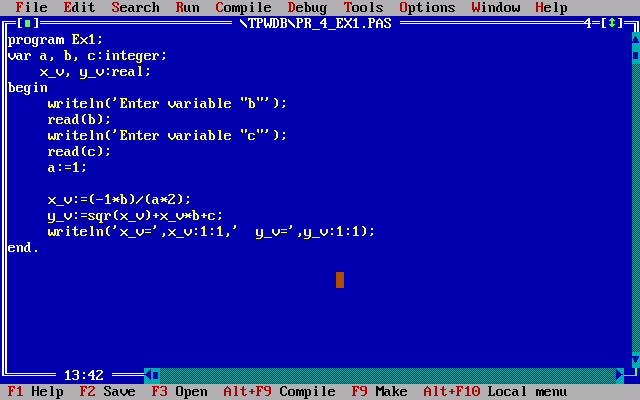 File Edit Search Run Compile Debug Tools Options Window Help
[■] \TPWDB\PR_4_EX1.PAS 4=[↕]
program Ex1;
var a, b, c:integer;
    x_v, y_v:real;
begin
     writeln('Enter variable "b"');
     read(b);
     writeln('Enter variable "c"');
     read(c);
     a:=1;

     x_v:=(-1*b)/(a*2);
     y_v:=sqr(x_v)+x_v*b+c;
     writeln('x_v=',x_v:1:1,'  y_v=',y_v:1:1);
end.
13:42
F1 Help F2 Save F3 Open Alt+F9 Compile F9 Make Alt+F10 Local menu